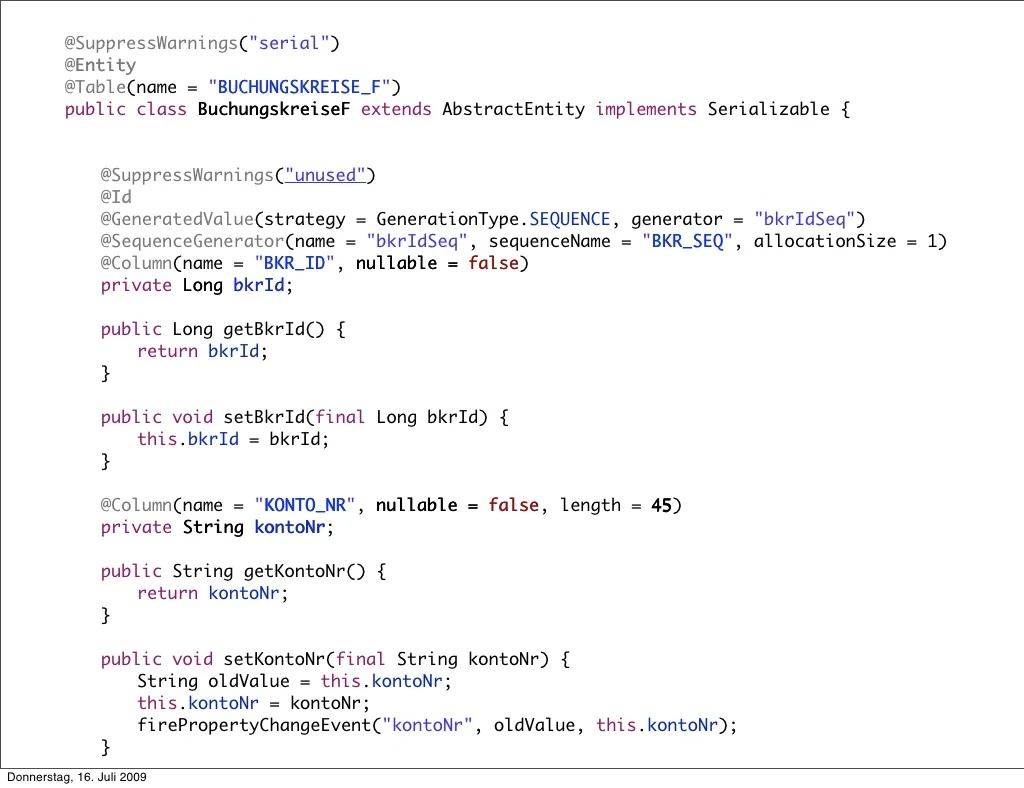 @SuppressWarnings("serial")
@Entity
@Table(name = "BUCHUNGSKREISE_F")
public class BuchungskreiseF extends AbstractEntity implements Serializable {
@SuppressWarnings("unused")
@Id
@GeneratedValue(strategy = GenerationType.SEQUENCE, generator = "bkrIdSeq")
@SequenceGenerator(name = "bkrIdSeq", sequenceName = "BKR_SEQ", allocationSize = 1)
@Column(name = "BKR_ID", nullable = false)
private Long bkrId;
public Long getBkrId() {
return bkrId;
}
public void setBkrId(final Long bkrId) {
this.bkrId = bkrId;
}
@Column(name = "KONTO_NR", nullable = false, length = 45)
private String kontoNr;
public String getKontoNr() {
return kontoNr;
}
public void setKontoNr(final String kontoNr) {
String oldValue = this.kontoNr;
this.kontoNr = kontoNr;
firePropertyChangeEvent("kontoNr", oldValue, this.kontoNr);
}
Donnerstag, 16. Juli 2009